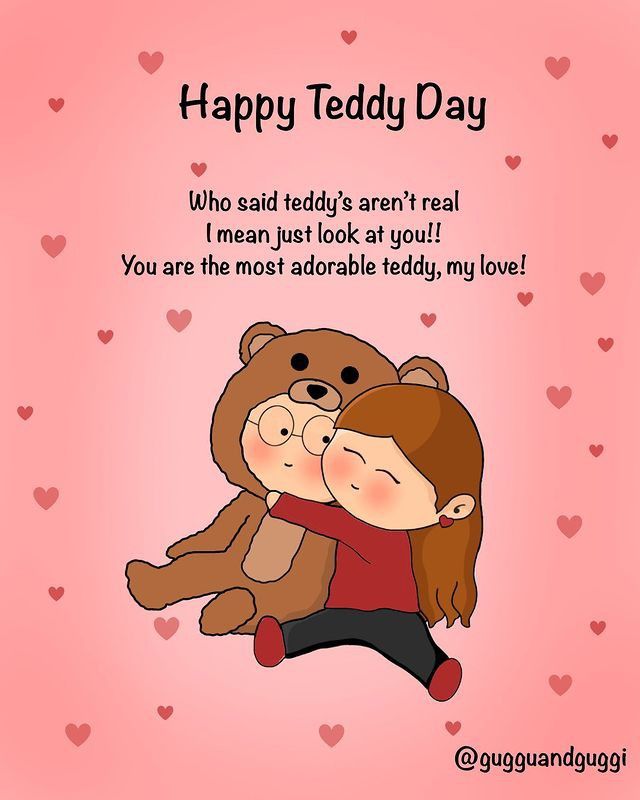 Happy Teddy Day
Who said teddy's aren't real
I mean just look at you!!
You are the most adorable teddy, my love!
@gugguandguggi